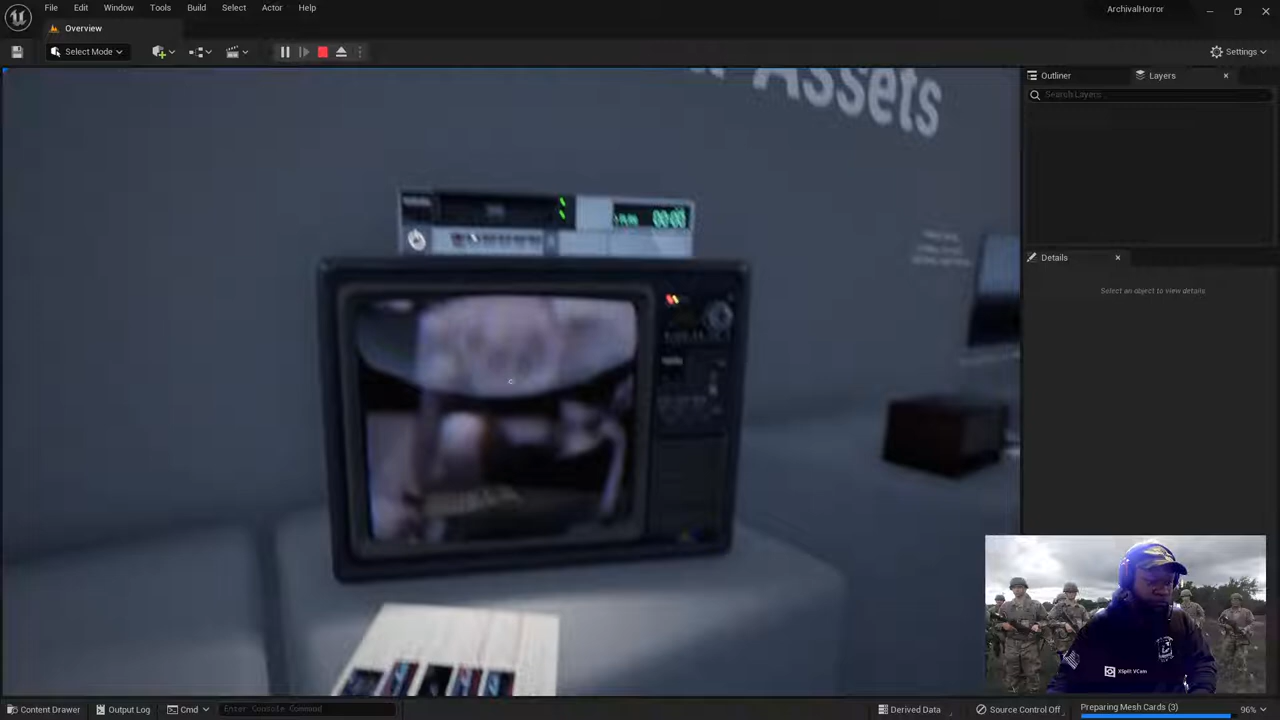 File Edit Window Tools Build Select Actor Help
ArchivalHorror
Overview
Select Mode
Settings
Outliner
Layers
Search Layers...
Assets
00:00
Details
Select an object to view details.
XSplit VCam
Content Drawer
Output Log
Cmd
Enter Console Command
Derived Data
Source Control Off
Preparing Mesh Cards (3)
96%